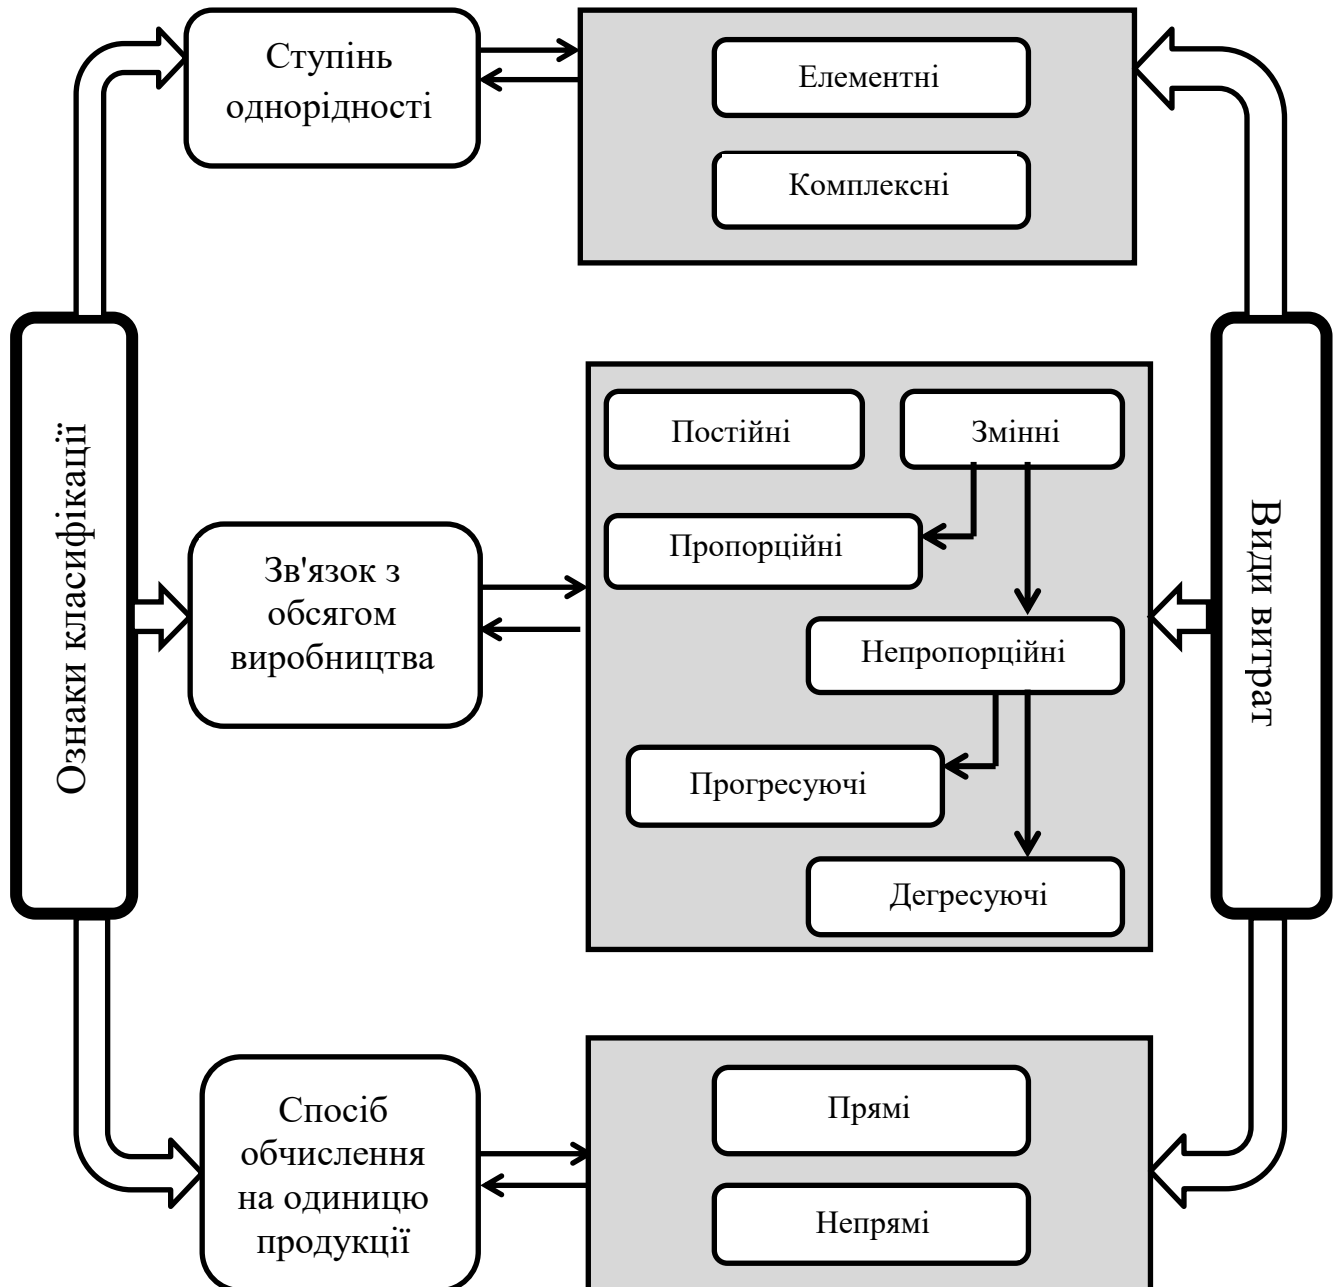 Ступінь
однорідності
Елементні
Комплексні
Ознаки класифікації
Зв'язок з
обсягом
виробництва
Постійні
Змінні
Пропорційні
Непропорційні
Прогресуючі
Дегресуючі
Види витрат
Спосіб
обчислення
на одиницю
продукції
Прямі
Непрямі